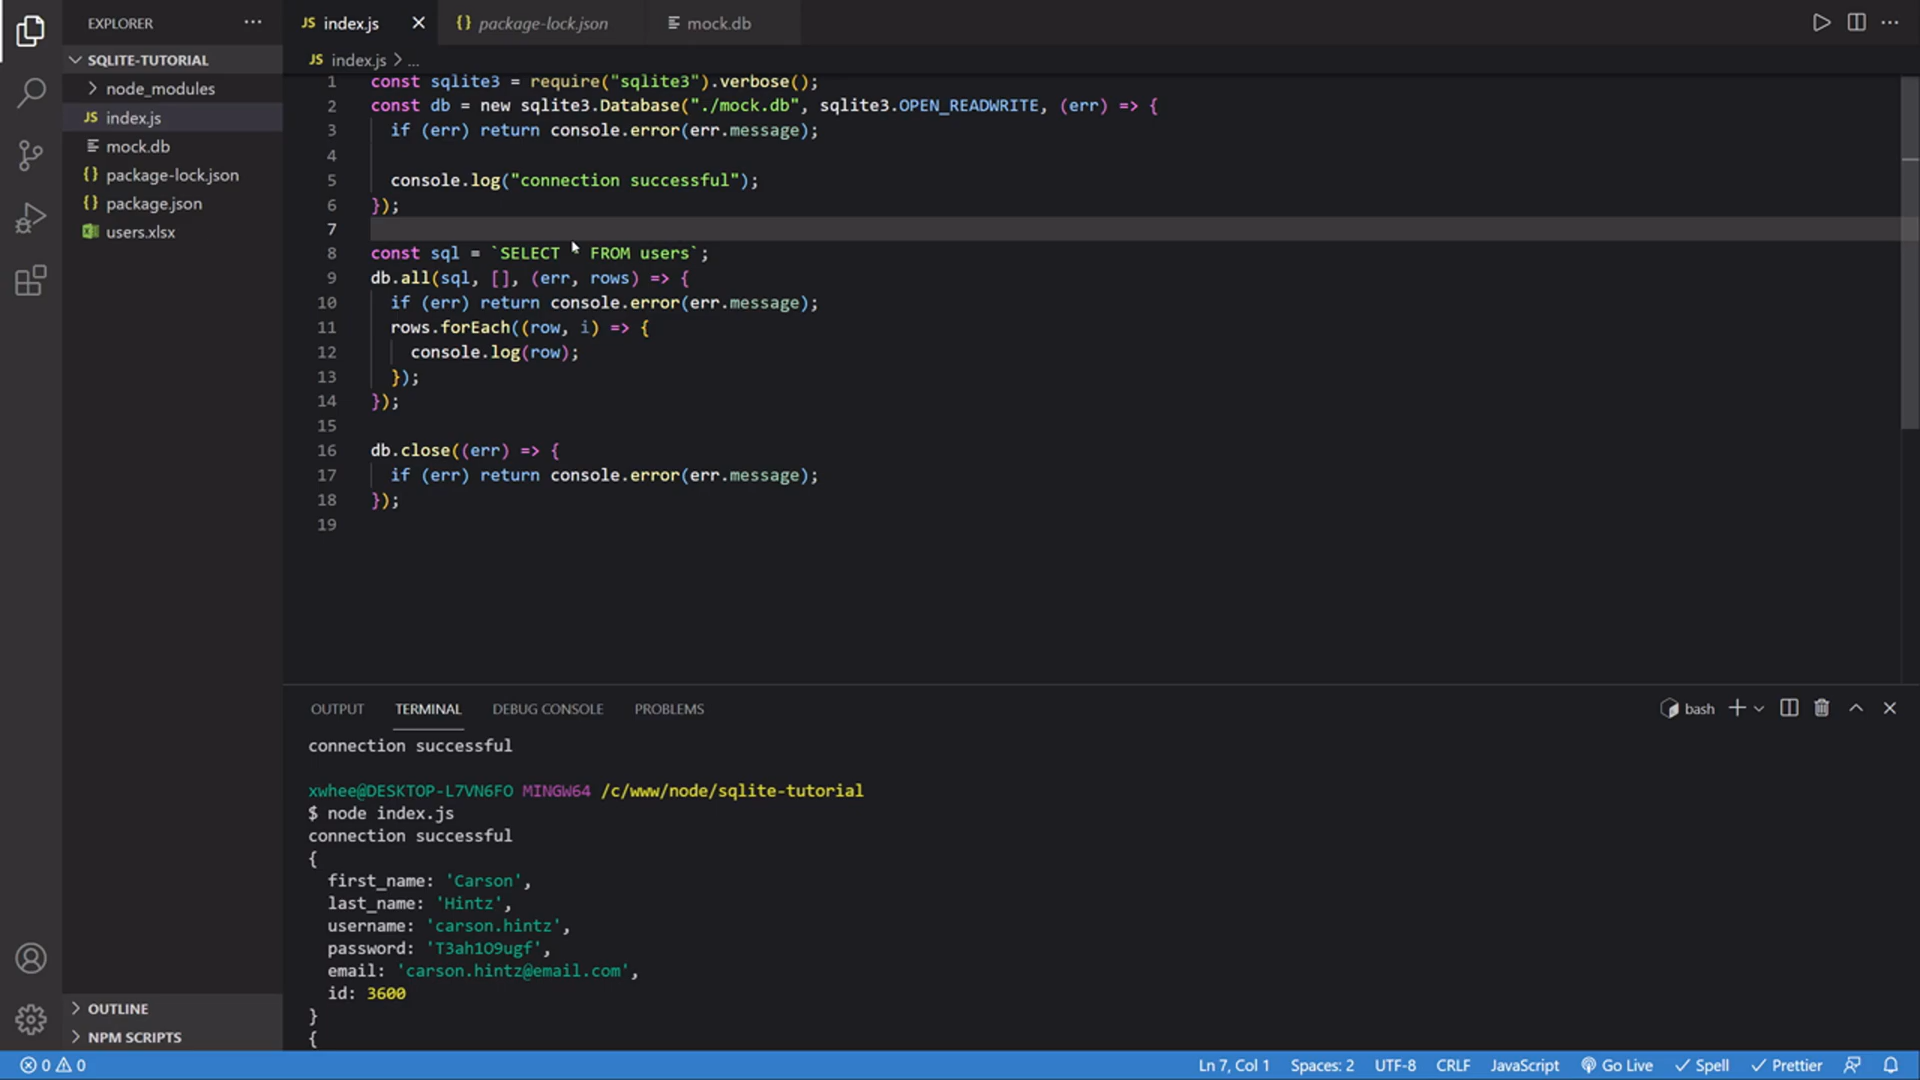 EXPLORER
SQLITE-TUTORIAL
node_modules
JS index.js
mock.db
{} package-lock.json
{} package.json
users.xlsx
OUTLINE
NPM SCRIPTS
JS index.js
{} package-lock.json
mock.db
JS index.js > ...
1 const sqlite3 = require("sqlite3").verbose();
2 const db = new sqlite3.Database("./mock.db", sqlite3.OPEN_READWRITE, (err) => {
3 if (err) return console.error(err.message);
4
5 console.log("connection successful");
6 });
7
8 const sql = `SELECT * FROM users`;
9 db.all(sql, [], (err, rows) => {
10 if (err) return console.error(err.message);
11 rows.forEach((row, i) => {
12 console.log(row);
13 });
14 });
15
16 db.close((err) => {
17 if (err) return console.error(err.message);
18 });
19
OUTPUT TERMINAL DEBUG CONSOLE PROBLEMS
bash
connection successful
xwhee@DESKTOP-L7VN6FO MINGW64 /c/www/node/sqlite-tutorial
$ node index.js
connection successful
{
first_name: 'Carson',
last_name: 'Hintz',
username: 'carson.hintz',
password: 'T3ah1O9ugf',
email: 'carson.hintz@email.com',
id: 3600
}
{
0 0
Ln 7, Col 1 Spaces: 2 UTF-8 CRLF JavaScript Go Live Spell Prettier